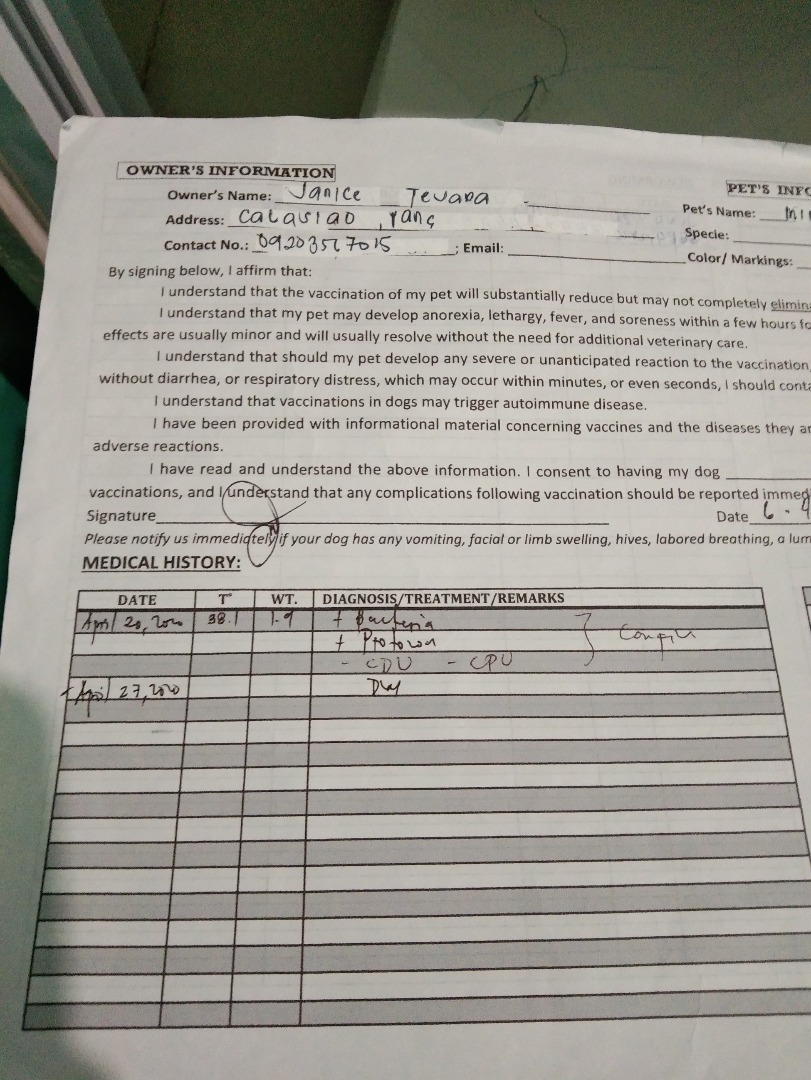 OWNER'S INFORMATION
PET'S INFO
Owner's Name: Janice Tevara
Pet's Name:
Address: Calasiao, Pang
Specie:
Contact No.: ; Email:
Color/ Markings:
By signing below, I affirm that:
I understand that the vaccination of my pet will substantially reduce but may not completely elimina
I understand that my pet may develop anorexia, lethargy, fever, and soreness within a few hours fo
effects are usually minor and will usually resolve without the need for additional veterinary care.
I understand that should my pet develop any severe or unanticipated reaction to the vaccination,
without diarrhea, or respiratory distress, which may occur within minutes, or even seconds, I should conta
I understand that vaccinations in dogs may trigger autoimmune disease.
I have been provided with informational material concerning vaccines and the diseases they ar
adverse reactions.
I have read and understand the above information. I consent to having my dog
vaccinations, and I understand that any complications following vaccination should be reported immed
Signature Date 6-
Please notify us immediately if your dog has any vomiting, facial or limb swelling, hives, labored breathing, a lum
MEDICAL HISTORY:
DATE T° WT. DIAGNOSIS/TREATMENT/REMARKS
April 20, 2020 38.1 1.9 + Bacteria
+ Protozoa
- CDV - CPV
April 27, 2020